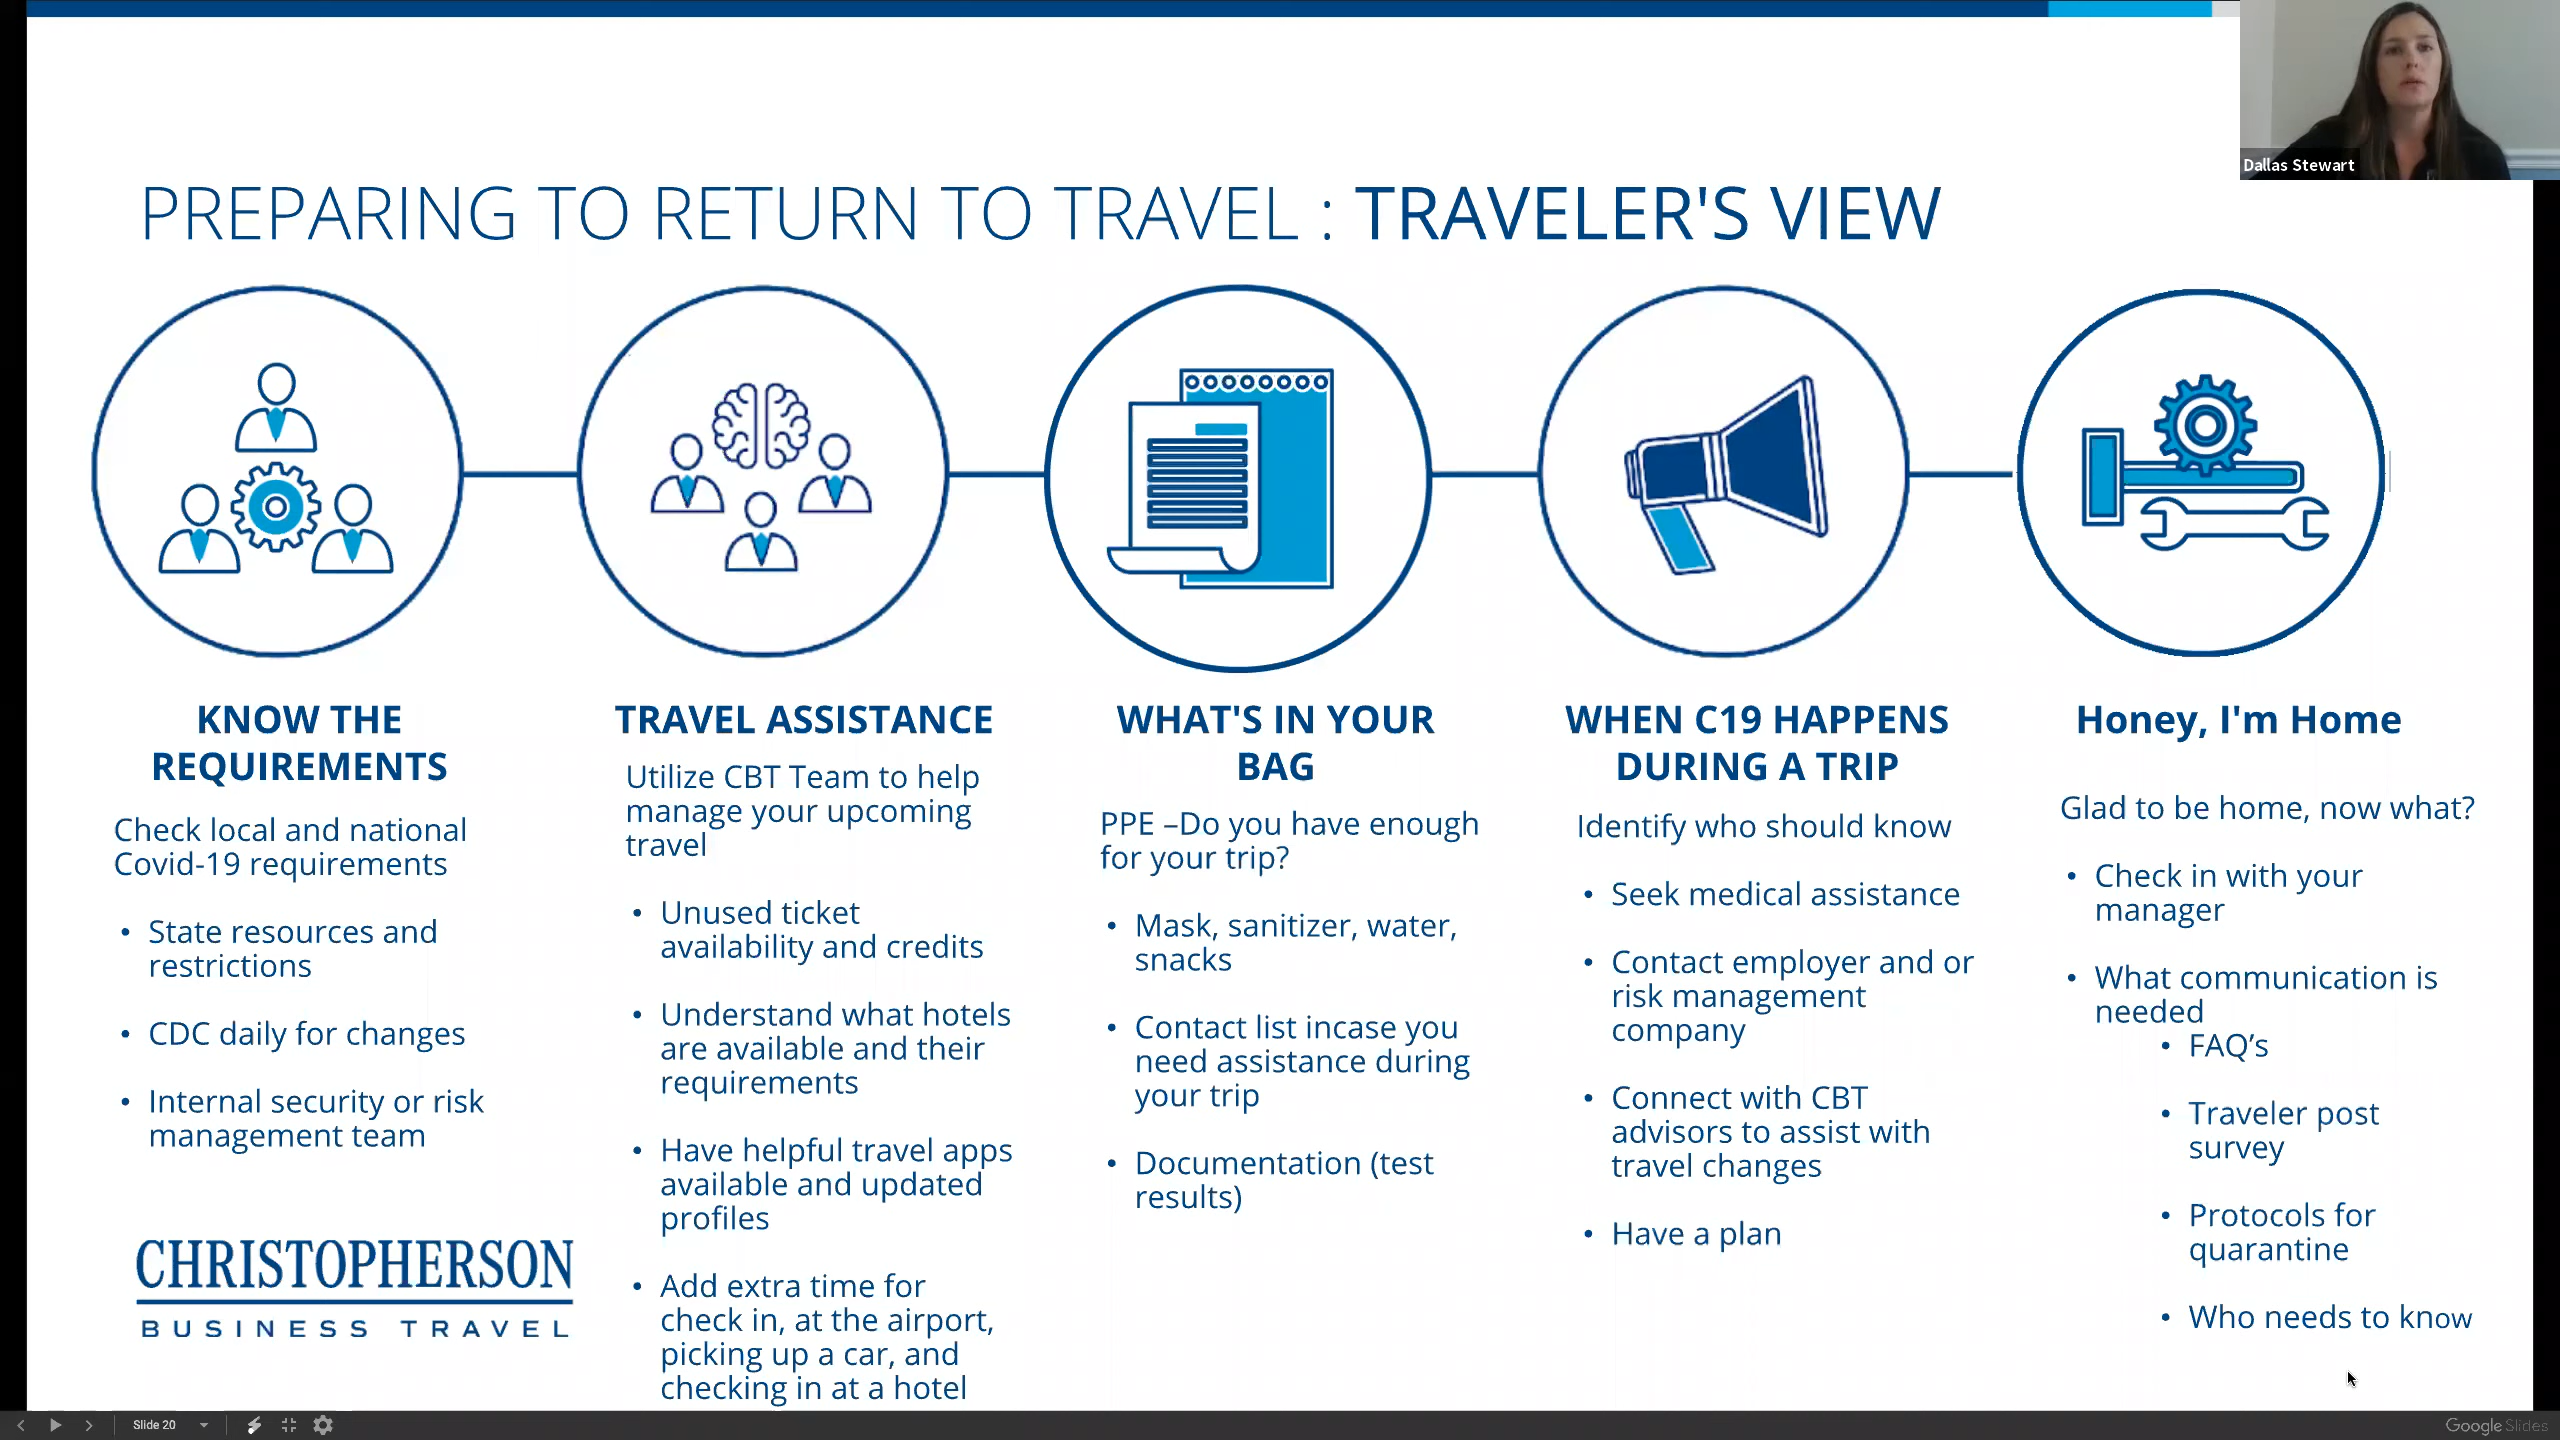 Dallas Stewart
PREPARING TO RETURN TO TRAVEL : TRAVELER'S VIEW
KNOW THE
REQUIREMENTS
Check local and national
Covid-19 requirements
• State resources and
restrictions
• CDC daily for changes
• Internal security or risk
management team
TRAVEL ASSISTANCE
Utilize CBT Team to help
manage your upcoming
travel
• Unused ticket
availability and credits
• Understand what hotels
are available and their
requirements
• Have helpful travel apps
available and updated
profiles
• Add extra time for
check in, at the airport,
picking up a car, and
checking in at a hotel
WHAT'S IN YOUR
BAG
PPE –Do you have enough
for your trip?
• Mask, sanitizer, water,
snacks
• Contact list incase you
need assistance during
your trip
• Documentation (test
results)
WHEN C19 HAPPENS
DURING A TRIP
Identify who should know
• Seek medical assistance
• Contact employer and or
risk management
company
• Connect with CBT
advisors to assist with
travel changes
• Have a plan
Honey, I'm Home
Glad to be home, now what?
• Check in with your
manager
• What communication is
needed
• FAQ’s
• Traveler post
survey
• Protocols for
quarantine
• Who needs to know
CHRISTOPHERSON
BUSINESS TRAVEL
Slide 20
Google Slides